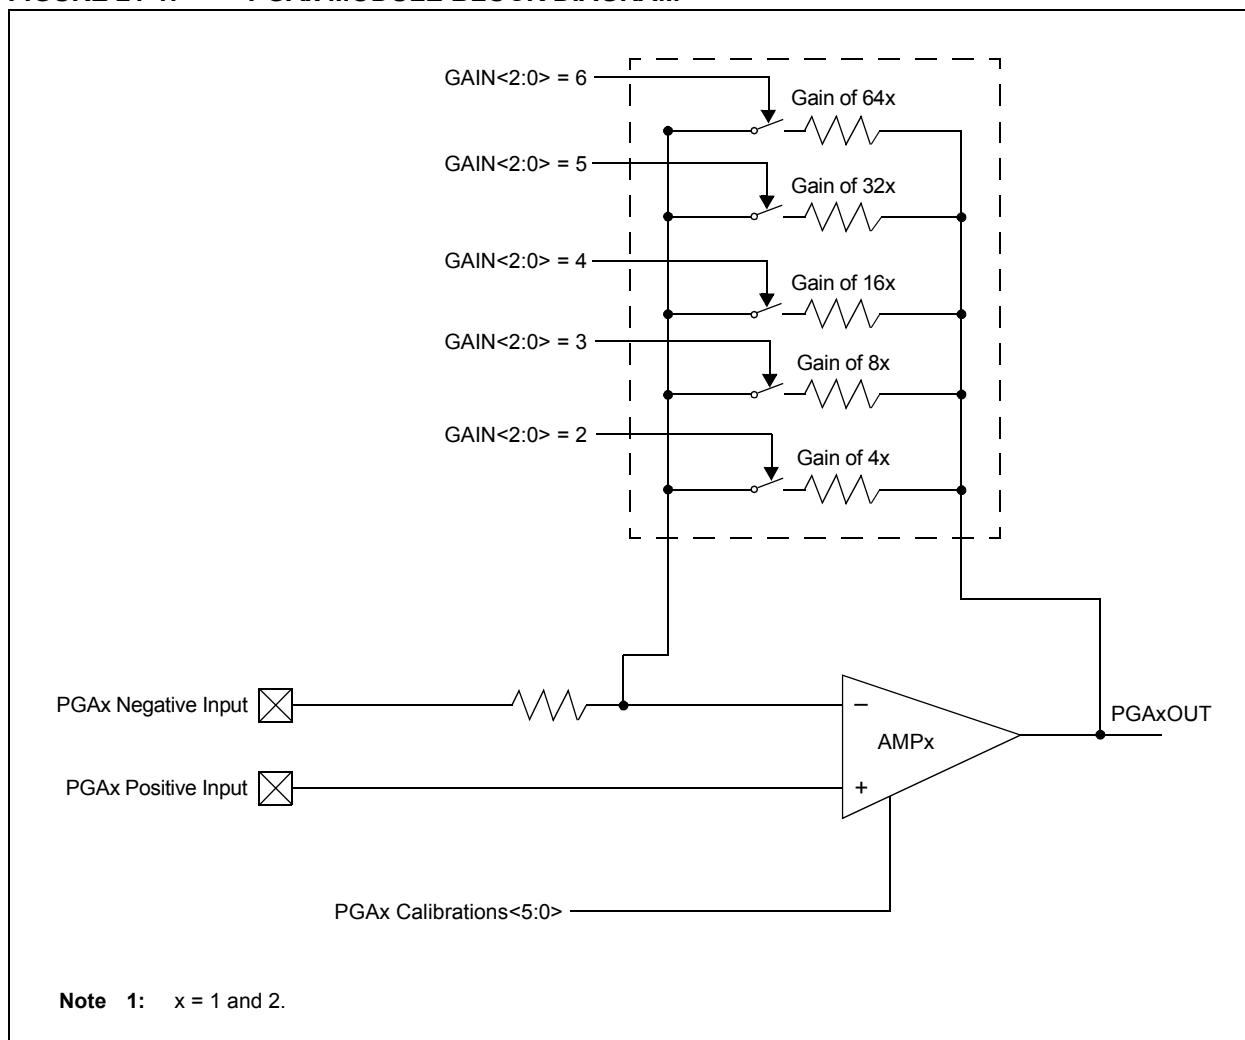 GAIN<2:0> = 6
Gain of 64x
GAIN<2:0> = 5
Gain of 32x
GAIN<2:0> = 4
Gain of 16x
GAIN<2:0> = 3
Gain of 8x
GAIN<2:0> = 2
Gain of 4x
PGAx Negative Input
–
PGAxOUT
AMPx
PGAx Positive Input
+
PGAx Calibrations<5:0>
Note 1: x = 1 and 2.